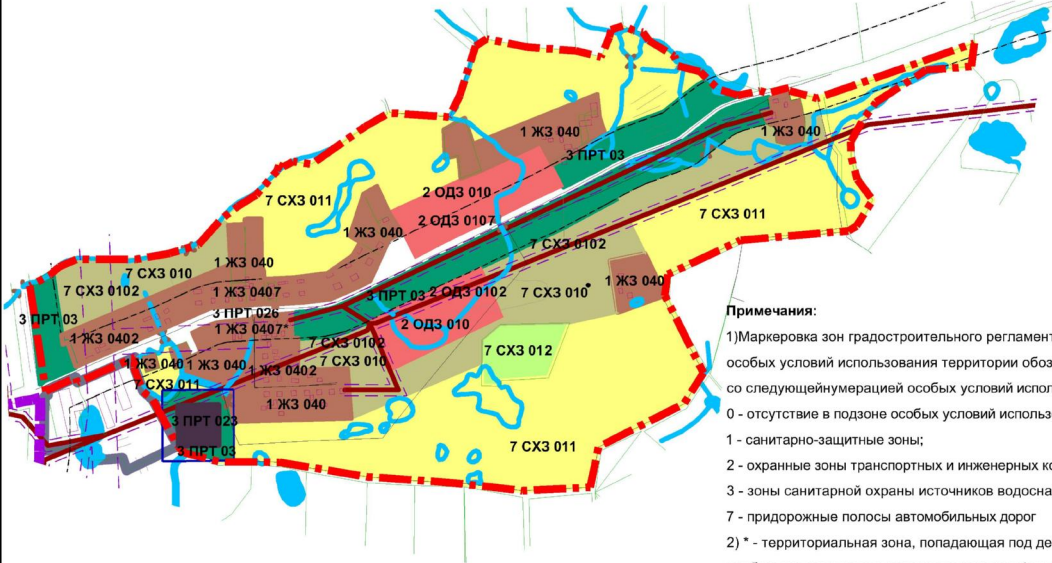 1 ЖЗ 040
1 ЖЗ 040
3 ПРТ 03
2 ОДЗ 010
7 СХЗ 011
2 ОДЗ 0107
7 СХЗ 011
1 ЖЗ 040
7 СХЗ 0102
1 ЖЗ 040
7 СХЗ 010
1 ЖЗ 040
7 СХЗ 0102
1 ЖЗ 0407
3 ПРТ 03
2 ОДЗ 0102
7 СХЗ 010*
3 ПРТ 026
3 ПРТ 03
1 ЖЗ 0407*
2 ОДЗ 010
1 ЖЗ 0402
7 СХЗ 0102
7 СХЗ 012
1 ЖЗ 040
1 ЖЗ 040
7 СХЗ 010
1 ЖЗ 0402
7 СХЗ 011
1 ЖЗ 040
3 ПРТ 023
7 СХЗ 011
3 ПРТ 03
Примечания:
1)Маркеровка зон градостроительного регламент
особых условий использования территории обоз
со следующейнумерацией особых условий испол
0 - отсутствие в подзоне особых условий использ
1 - санитарно-защитные зоны;
2 - охранные зоны транспортных и инженерных ко
3 - зоны санитарной охраны источников водосна
7 - придорожные полосы автомобильных дорог
2) * - территориальная зона, попадающая под де